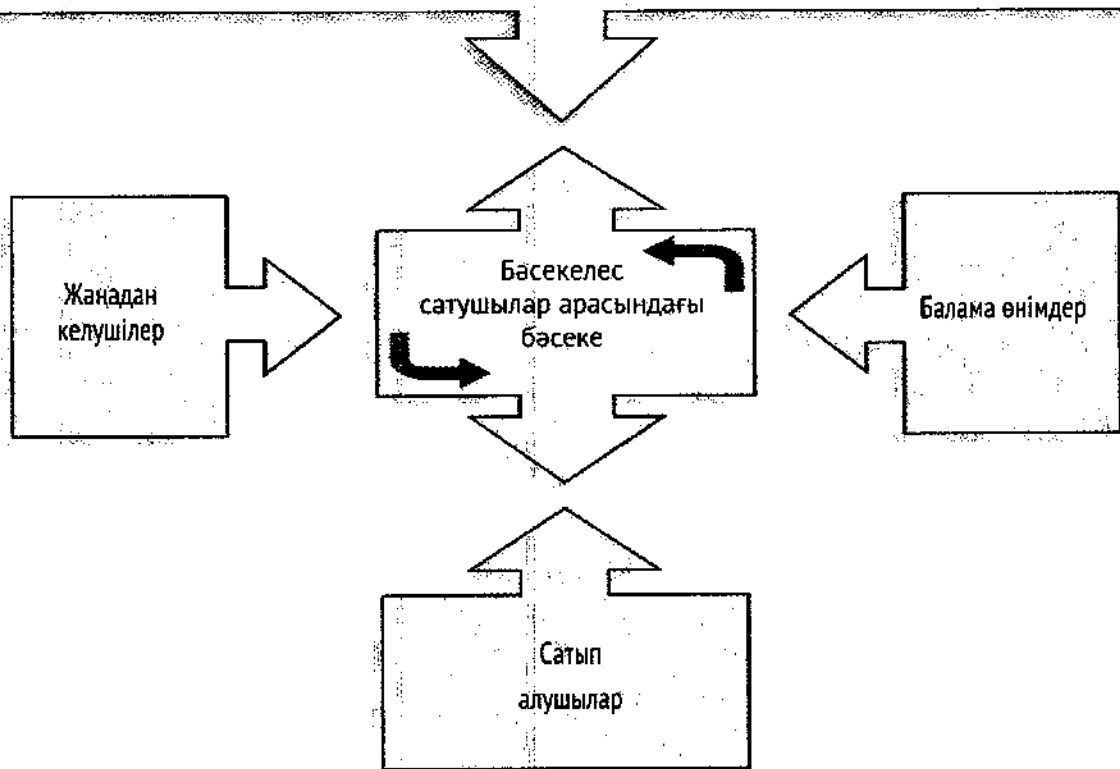 Жаңадан
келушілер
Бәсекелес
сатушылар арасындағы
бәсеке
Балама өнімдер
Сатып
алушылар